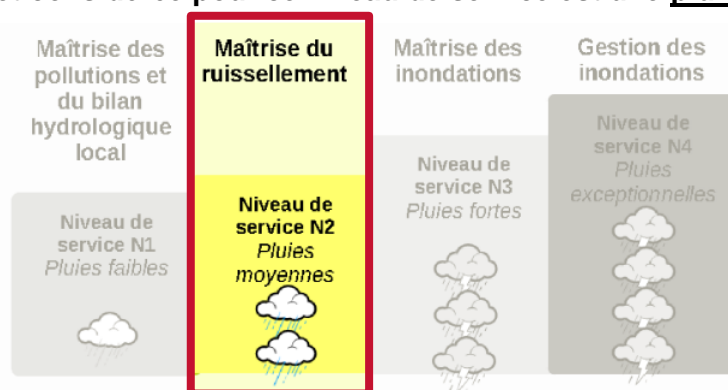 Maîtrise des
pollutions et
du bilan
hydrologique
local
Maîtrise du
ruissellement
Maîtrise des
inondations
Gestion des
inondations
Niveau de
service N1
Pluies faibles
Niveau de
service N2
Pluies
moyennes
Niveau de
service N3
Pluies fortes
Niveau de
service N4
Pluies
exceptionnelles